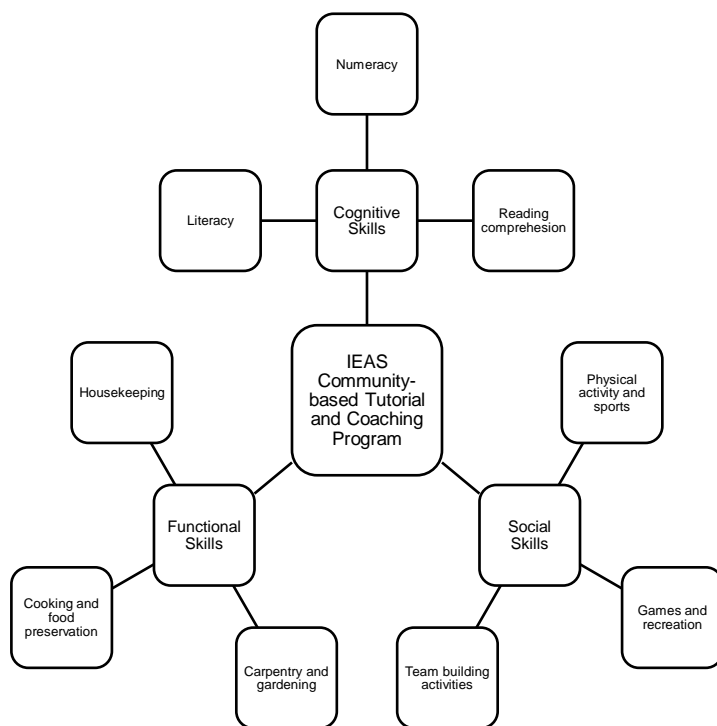 Numeracy
Literacy
Cognitive
Skills
Reading
comprehesion
IEAS
Community-
based Tutorial
and Coaching
Program
Housekeeping
Physical
activity and
sports
Functional
Skills
Social
Skills
Cooking and
food
preservation
Carpentry and
gardening
Team building
activities
Games and
recreation